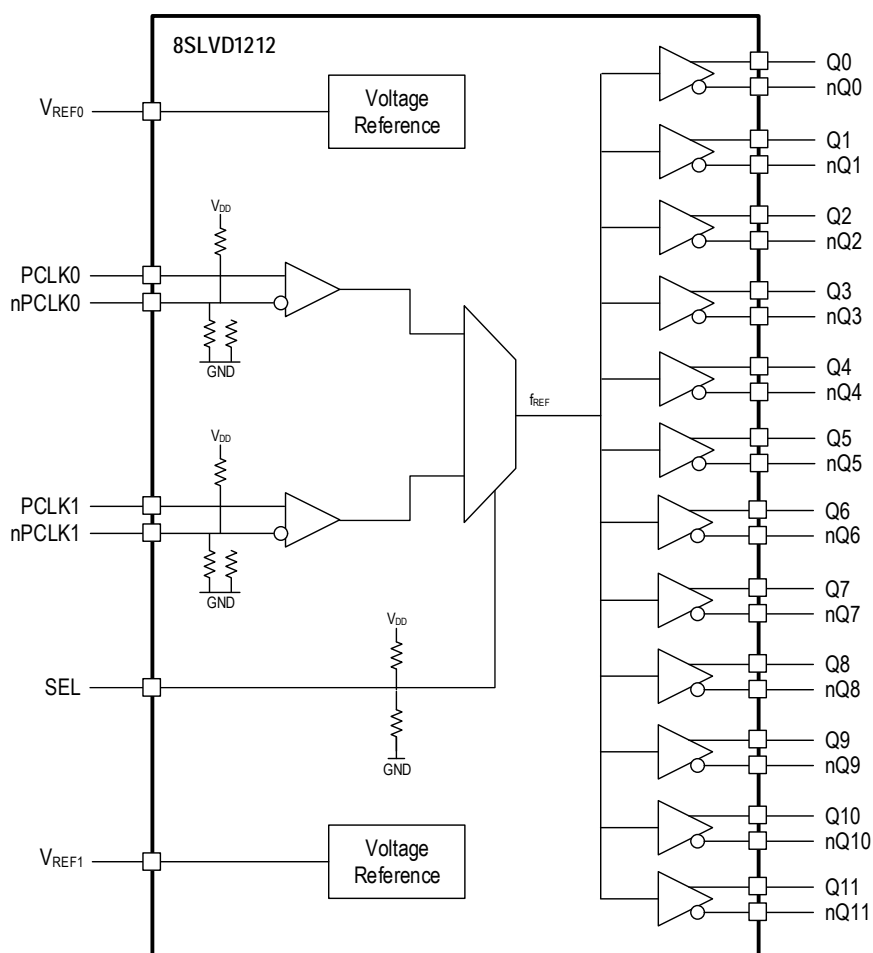 8SLVD1212
VREF0
Voltage
Reference
VDD
PCLK0
nPCLK0
GND
VDD
PCLK1
nPCLK1
GND
VDD
SEL
GND
VREF1
Voltage
Reference
fREF
Q0
nQ0
Q1
nQ1
Q2
nQ2
Q3
nQ3
Q4
nQ4
Q5
nQ5
Q6
nQ6
Q7
nQ7
Q8
nQ8
Q9
nQ9
Q10
nQ10
Q11
nQ11